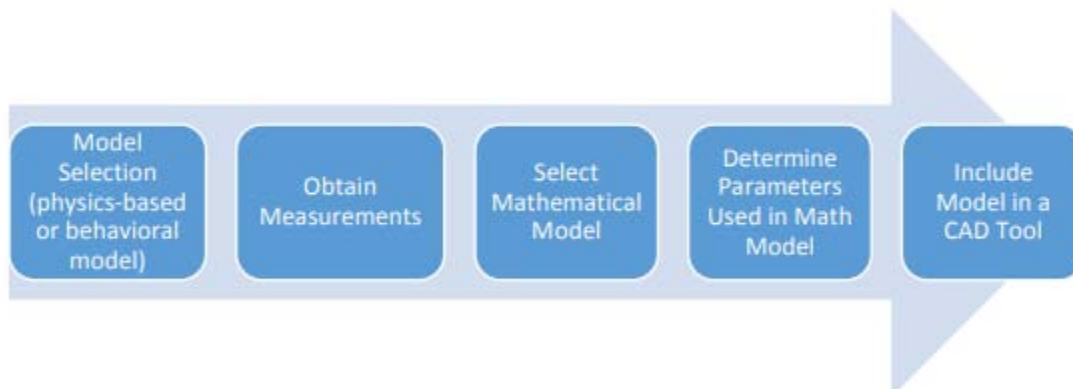 Model
Selection
(physics-based
or behavioral
model)
Obtain
Measurements
Select
Mathematical
Model
Determine
Parameters
Used in Math
Model
Include
Model in a
CAD Tool